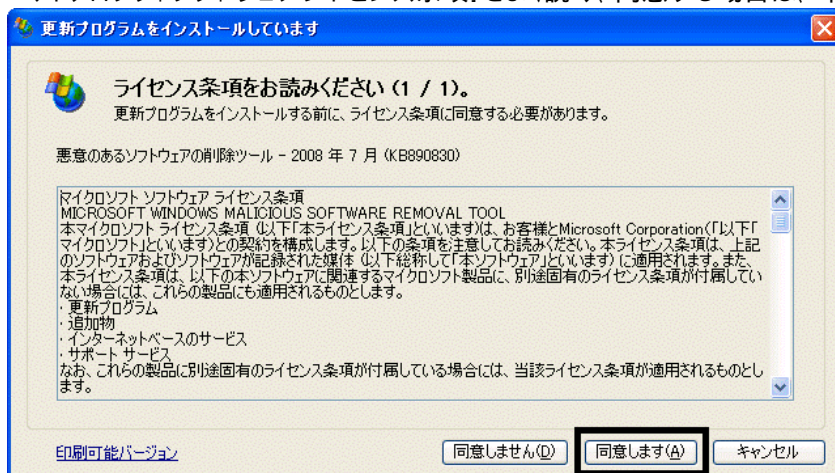 更新プログラムをインストールしています
ライセンス条項をお読みください (1 / 1)。
更新プログラムをインストールする前に、ライセンス条項に同意する必要があります。
悪意のあるソフトウェアの削除ツール - 2008 年 7 月 (KB890830)
マイクロソフト ソフトウェア ライセンス条項
MICROSOFT WINDOWS MALICIOUS SOFTWARE REMOVAL TOOL
本マイクロソフト ライセンス条項 (以下「本ライセンス条項」といいます)は、お客様とMicrosoft Corporation(「以下「
マイクロソフト」といいます)との契約を構成します。以下の条項を注意してお読みください。本ライセンス条項は、上記
のソフトウェアおよびソフトウェアが記録された媒体 (以下総称して「本ソフトウェア」といいます) に適用されます。また、
本ライセンス条項は、以下の本ソフトウェアに関連するマイクロソフト製品に、別途固有のライセンス条項が付属してい
ない場合には、これらの製品にも適用されるものとします。
・更新プログラム
・追加物
・インターネットベースのサービス
・サポート サービス
なお、これらの製品に別途固有のライセンス条項が付属している場合には、当該ライセンス条項が適用されるものとし
ます。
印刷可能バージョン
同意しません(D)
同意します(A)
キャンセル